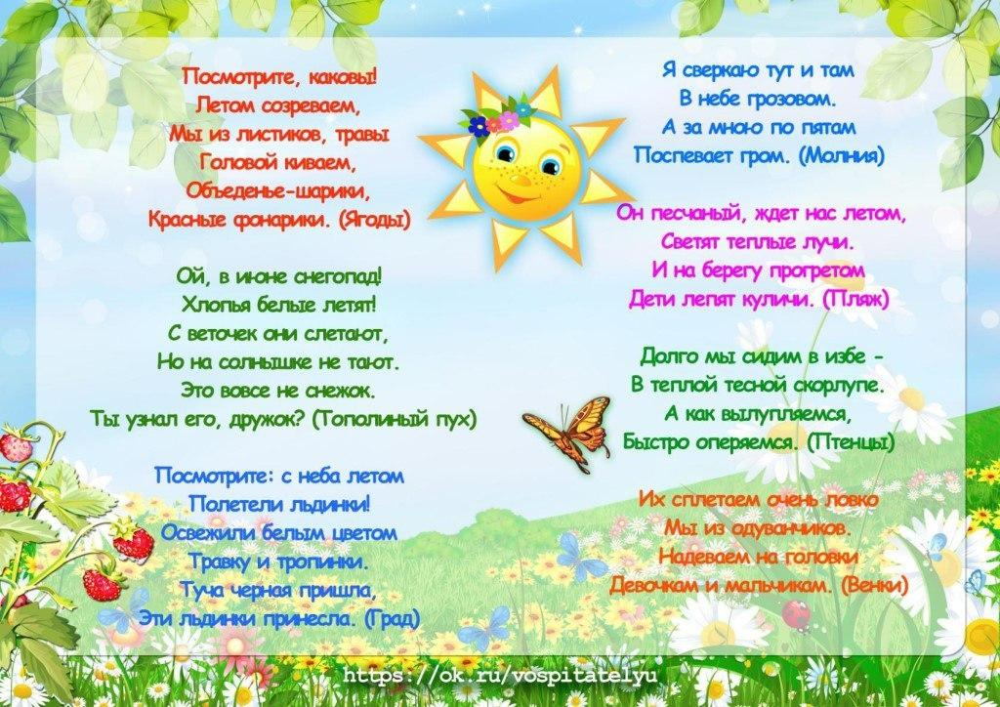 Посмотрите, каковы!
Летом созреваем,
Мы из листиков, травы
Головой киваем,
Объеденье-шарики,
Красные фонарики. (Ягоды)
Ой, в июне снегопад!
Хлопья белые летят!
С веточек они слетают,
Но на солнышке не тают.
Это вовсе не снежок.
Ты узнал его, дружок? (Тополиный пух)
Посмотрите: с неба летом
Полетели льдинки!
Освежили белым цветом
Травку и тропинки.
Туча черная пришла,
Эти льдинки принесла. (Град)
Я сверкаю тут и там
В небе грозовом.
А за мною по пятам
Поспевает гром. (Молния)
Он песчаный, ждет нас летом,
Светят теплые лучи.
И на берегу прогретом
Дети лепят куличи. (Пляж)
Долго мы сидим в избе -
В теплой тесной скорлупе.
А как вылупляемся,
Быстро оперяемся. (Птенцы)
Их сплетаем очень ловко
Мы из одуванчиков.
Надеваем на головки
Девочкам и мальчикам. (Венки)
https://ok.ru/vospitatelyu